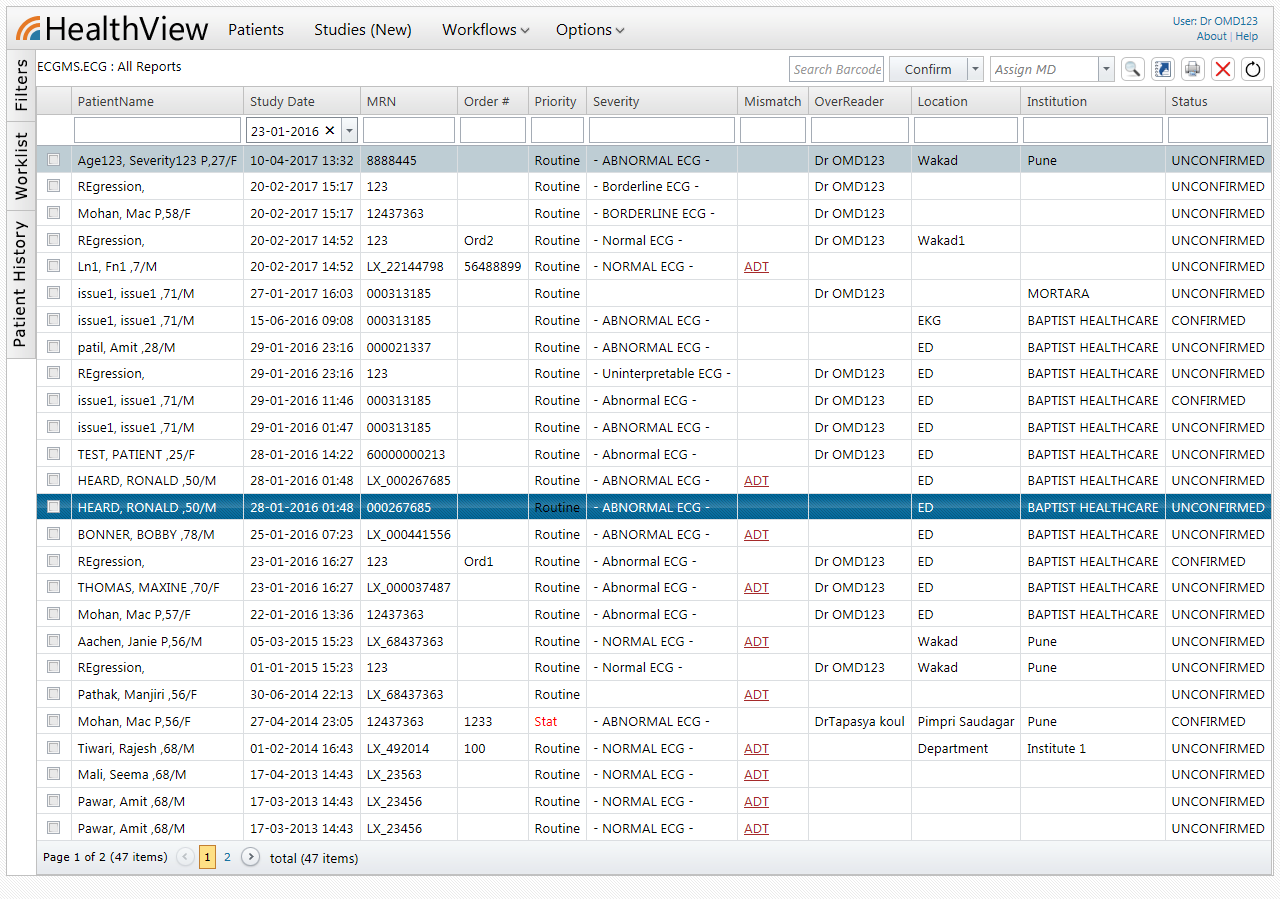 HealthView Patients Studies (New) Workflows Options User: Dr OMD123
About | Help
Filters
Worklist
Patient History
ECGMS.ECG : All Reports Search Barcode Confirm Assign MD
PatientName Study Date MRN Order # Priority Severity Mismatch OverReader Location Institution Status
23-01-2016
Age123, Severity123 P,27/F 10-04-2017 13:32 8888445 Routine - ABNORMAL ECG - Dr OMD123 Wakad Pune UNCONFIRMED
REgression, 20-02-2017 15:17 123 Routine - Borderline ECG - Dr OMD123 UNCONFIRMED
Mohan, Mac P,58/F 20-02-2017 15:17 12437363 Routine - BORDERLINE ECG - Dr OMD123 UNCONFIRMED
REgression, 20-02-2017 14:52 123 Ord2 Routine - Normal ECG - Dr OMD123 Wakad1 UNCONFIRMED
Ln1, Fn1 ,7/M 20-02-2017 14:52 LX_22144798 56488899 Routine - NORMAL ECG - ADT UNCONFIRMED
issue1, issue1 ,71/M 27-01-2017 16:03 000313185 Routine Dr OMD123 MORTARA UNCONFIRMED
issue1, issue1 ,71/M 15-06-2016 09:08 000313185 Routine - ABNORMAL ECG - EKG BAPTIST HEALTHCARE CONFIRMED
patil, Amit ,28/M 29-01-2016 23:16 000021337 Routine - ABNORMAL ECG - ED BAPTIST HEALTHCARE UNCONFIRMED
REgression, 29-01-2016 23:16 123 Routine - Uninterpretable ECG - Dr OMD123 ED BAPTIST HEALTHCARE UNCONFIRMED
issue1, issue1 ,71/M 29-01-2016 11:46 000313185 Routine - Abnormal ECG - Dr OMD123 ED BAPTIST HEALTHCARE CONFIRMED
issue1, issue1 ,71/M 29-01-2016 01:47 000313185 Routine - ABNORMAL ECG - Dr OMD123 ED BAPTIST HEALTHCARE UNCONFIRMED
TEST, PATIENT ,25/F 28-01-2016 14:22 60000000213 Routine - Abnormal ECG - Dr OMD123 ED BAPTIST HEALTHCARE UNCONFIRMED
HEARD, RONALD ,50/M 28-01-2016 01:48 LX_000267685 Routine - ABNORMAL ECG - ADT ED BAPTIST HEALTHCARE UNCONFIRMED
HEARD, RONALD ,50/M 28-01-2016 01:48 000267685 Routine - ABNORMAL ECG - ED BAPTIST HEALTHCARE UNCONFIRMED
BONNER, BOBBY ,78/M 25-01-2016 07:23 LX_000441556 Routine - ABNORMAL ECG - ADT ED BAPTIST HEALTHCARE UNCONFIRMED
REgression, 23-01-2016 16:27 123 Ord1 Routine - Abnormal ECG - Dr OMD123 ED BAPTIST HEALTHCARE CONFIRMED
THOMAS, MAXINE ,70/F 23-01-2016 16:27 LX_000037487 Routine - Abnormal ECG - ADT Dr OMD123 ED BAPTIST HEALTHCARE UNCONFIRMED
Mohan, Mac P,57/F 22-01-2016 13:36 12437363 Routine - Abnormal ECG - Dr OMD123 ED BAPTIST HEALTHCARE UNCONFIRMED
Aachen, Janie P,56/M 05-03-2015 15:23 LX_68437363 Routine - NORMAL ECG - ADT Wakad Pune UNCONFIRMED
REgression, 01-01-2015 15:23 123 Routine - Normal ECG - Dr OMD123 Wakad Pune UNCONFIRMED
Pathak, Manjiri ,56/F 30-06-2014 22:13 LX_68437363 Routine ADT UNCONFIRMED
Mohan, Mac P,56/F 27-04-2014 23:05 12437363 1233 Stat - ABNORMAL ECG - DrTapasya koul Pimpri Saudagar Pune CONFIRMED
Tiwari, Rajesh ,68/M 01-02-2014 16:43 LX_492014 100 Routine - NORMAL ECG - ADT Department Institute 1 UNCONFIRMED
Mali, Seema ,68/M 17-04-2013 14:43 LX_23563 Routine - NORMAL ECG - ADT UNCONFIRMED
Pawar, Amit ,68/M 17-03-2013 14:43 LX_23456 Routine - NORMAL ECG - ADT UNCONFIRMED
Pawar, Amit ,68/M 17-03-2013 14:43 LX_23456 Routine - NORMAL ECG - ADT UNCONFIRMED
Page 1 of 2 (47 items) 1 2 total (47 items)